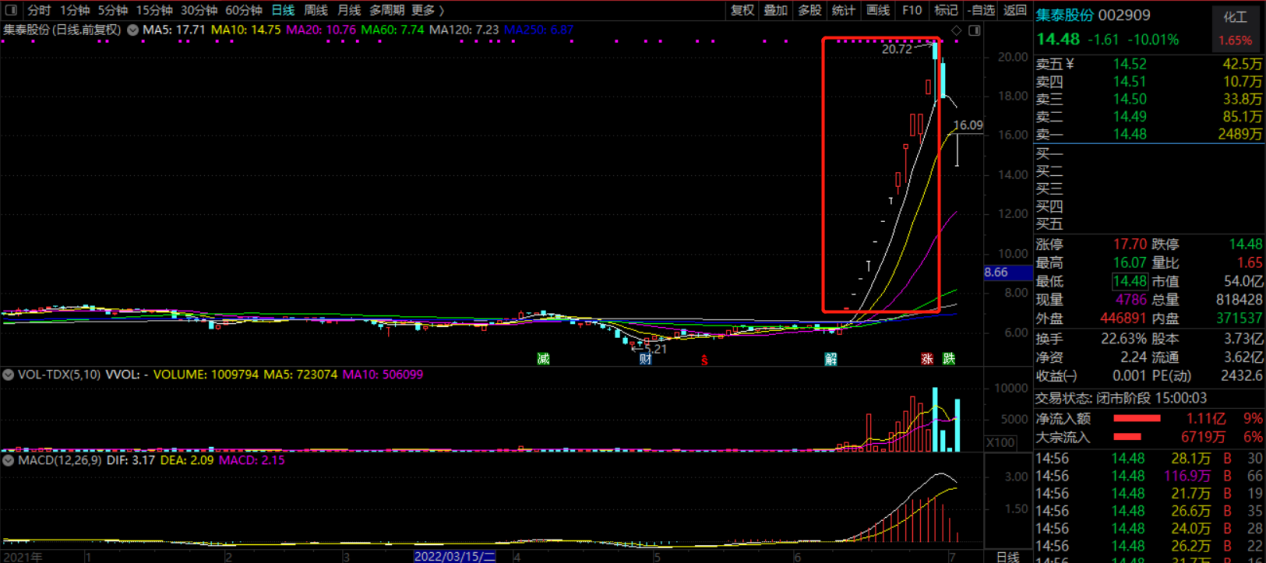 分时 1分钟 5分钟 15分钟 30分钟 60分钟 日线 周线 月线 多周期 更多 〉 复权 叠加 多股 统计 画线 F10 标记 -自选 返回
集泰股份 (日线,前复权) MA5: 17.71 MA10: 14.75 MA20: 10.76 MA60: 7.74 MA120: 7.23 MA250: 6.87
20.72
20.00
18.00
16.09
16.00
14.00
12.00
10.00
8.66
8.00
6.00
5.21
减 财 解 涨 跌
VOL-TDX(5,10) VVOL: - VOLUME: 1009794 MA5: 723074 MA10: 506099
10000
5000
X100
MACD(12,26,9) DIF: 3.17 DEA: 2.09 MACD: 2.15
3.00
1.50
2021年 1 2 3 2022/03/15/二 4 5 6 7 日线
集泰股份 002909 化工
14.48 -1.61 -10.01% 1.65%
卖五¥ 14.52 42.5万
卖四 14.51 10.7万
卖三 14.50 33.8万
卖二 14.49 85.1万
卖一 14.48 2489万
买一
买二
买三
买四
买五
涨停 17.70 跌停 14.48
最高 16.07 量比 1.65
最低 14.48 市值 54.0亿
现量 4786 总量 818428
外盘 446891 内盘 371537
换手 22.63% 股本 3.73亿
净资 2.24 流通 3.62亿
收益㈠ 0.001 PE(动) 2432.6
交易状态: 闭市阶段 15:00:03
净流入额 1.11亿 9%
大宗流入 6719万 6%
14:56 14.48 28.1万 B 30
14:56 14.48 116.9万 B 66
14:56 14.48 21.7万 B 19
14:56 14.48 26.6万 B 35
14:56 14.48 24.0万 B 28
14:56 14.48 26.2万 B 22